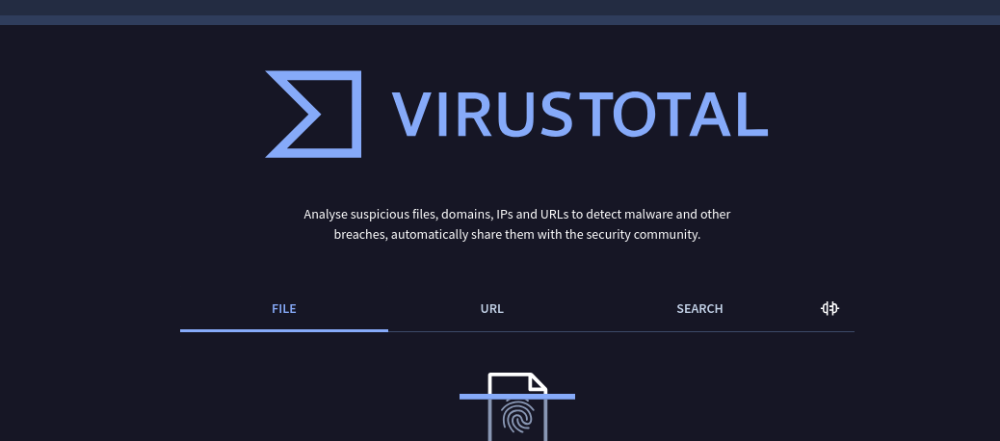 VIRUSTOTAL
Analyse suspicious files, domains, IPs and URLs to detect malware and other
breaches, automatically share them with the security community.
FILE
URL
SEARCH